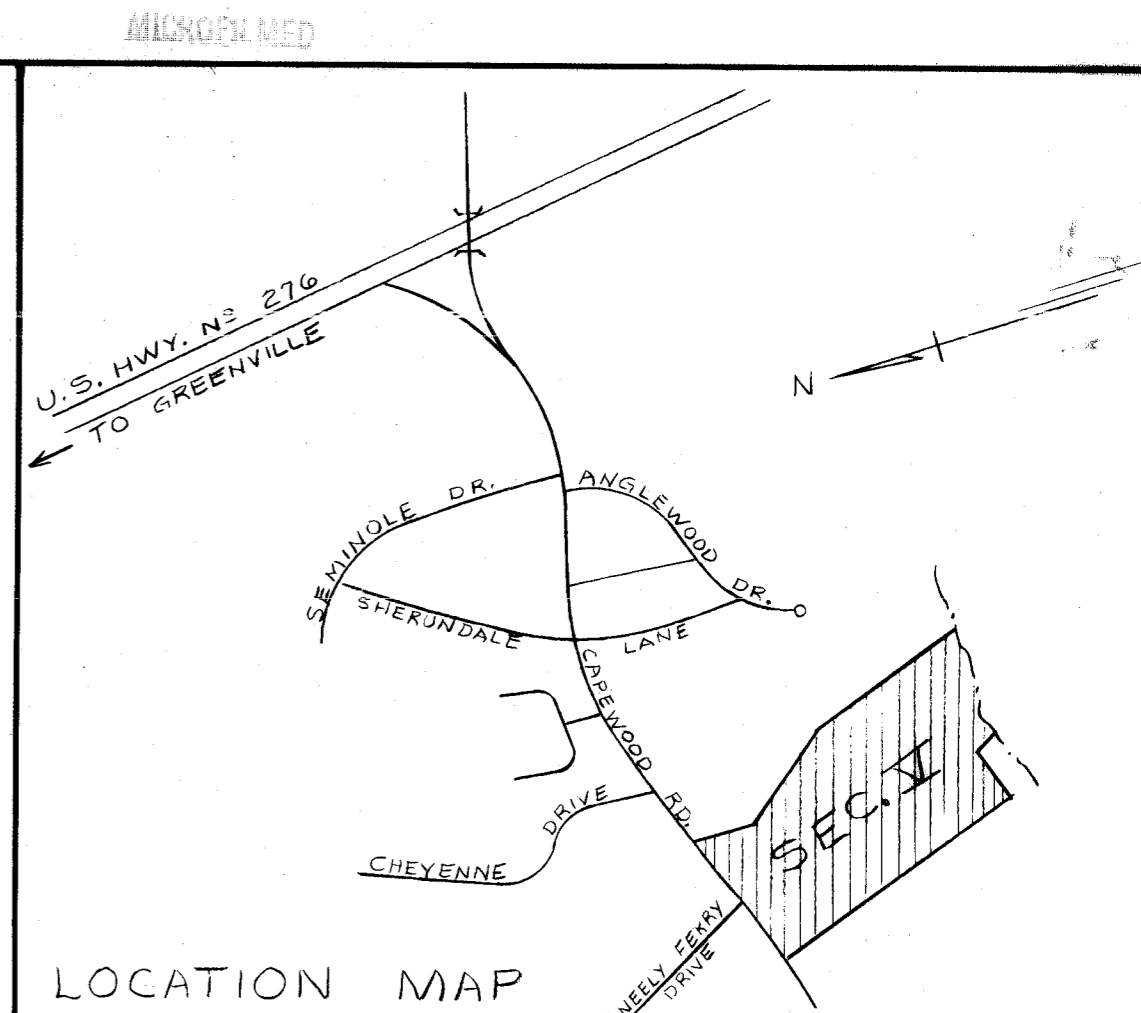 MICROFILMED
U.S. HWY. Nº 276
TO GREENVILLE
N
SEMINOLE DR.
ANGLEWOOD DR.
SHERUNDALE LANE
CAPEWOOD RD.
CHEYENNE DRIVE
SEC. VI
NEELY FERRY
DRIVE
LOCATION MAP